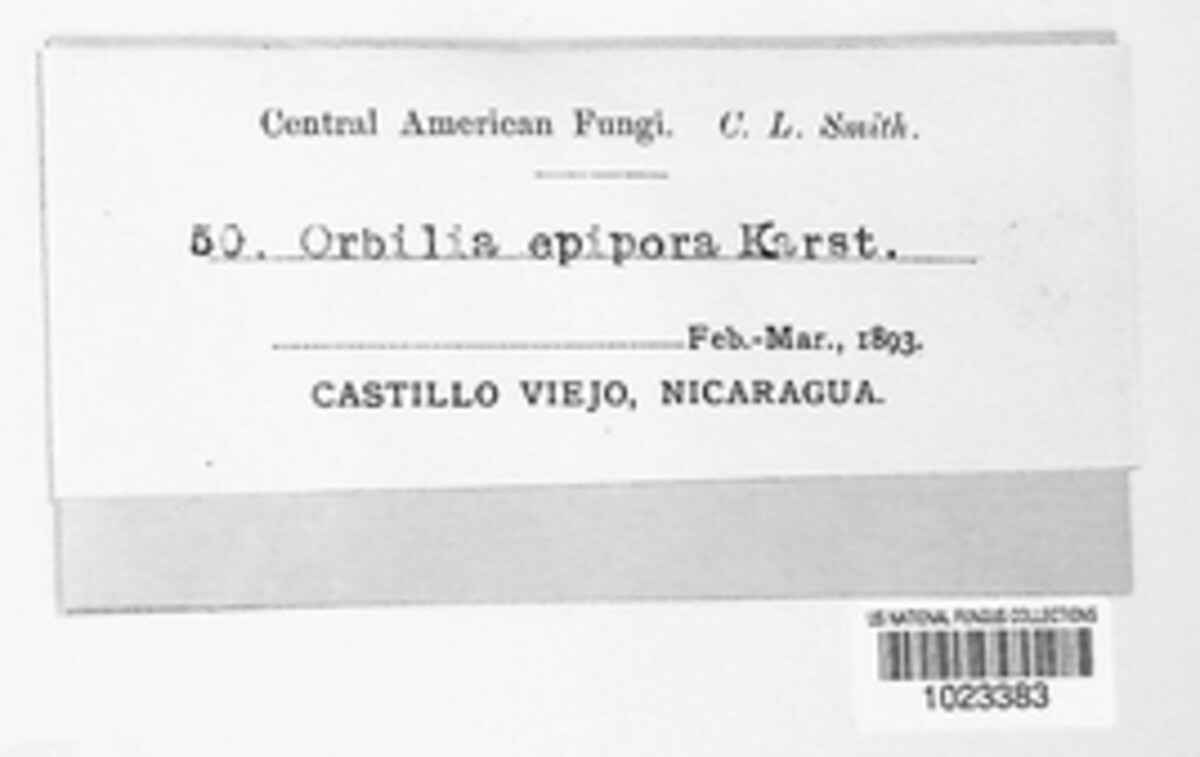 Central American Fungi. C. L. Smith.
50. Orbilia epipora Karst.
Feb.-Mar., 1893.
CASTILLO VIEJO, NICARAGUA.
US NATIONAL FUNGUS COLLECTIONS
1023383